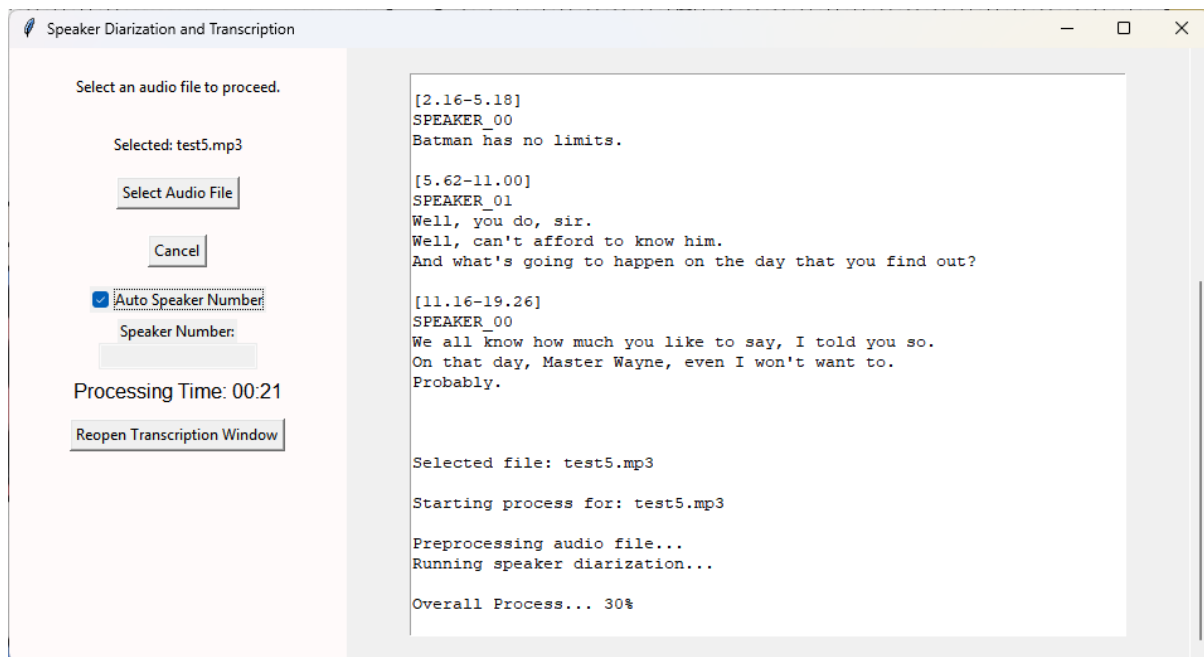 Speaker Diarization and Transcription
Select an audio file to proceed.
Selected: test5.mp3
Select Audio File
Cancel
Auto Speaker Number
Speaker Number:
Processing Time: 00:21
Reopen Transcription Window
[2.16-5.18]
SPEAKER_00
Batman has no limits.
[5.62-11.00]
SPEAKER_01
Well, you do, sir.
Well, can't afford to know him.
And what's going to happen on the day that you find out?
[11.16-19.26]
SPEAKER_00
We all know how much you like to say, I told you so.
On that day, Master Wayne, even I won't want to.
Probably.
Selected file: test5.mp3
Starting process for: test5.mp3
Preprocessing audio file...
Running speaker diarization...
Overall Process... 30%